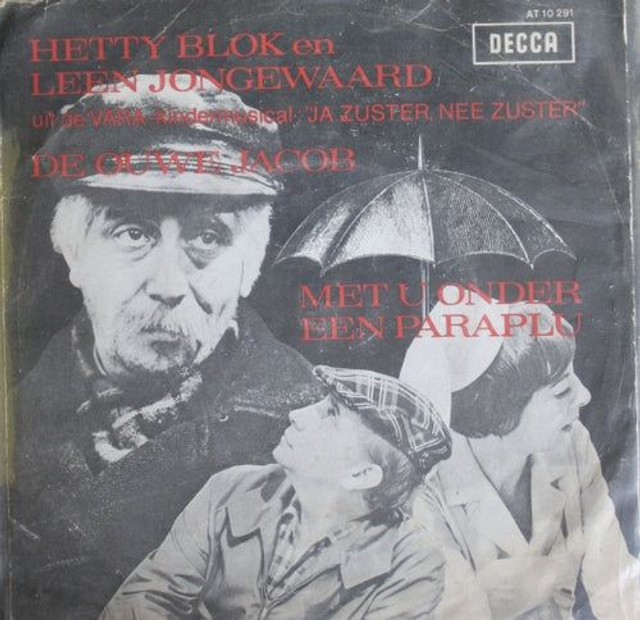 AT 10 291
DECCA
HETTY BLOK en
LEEN JONGEWAARD
uit de VARA-kindermusical: "JA ZUSTER, NEE ZUSTER"
DE OUWE JACOB
MET U ONDER
EEN PARAPLU